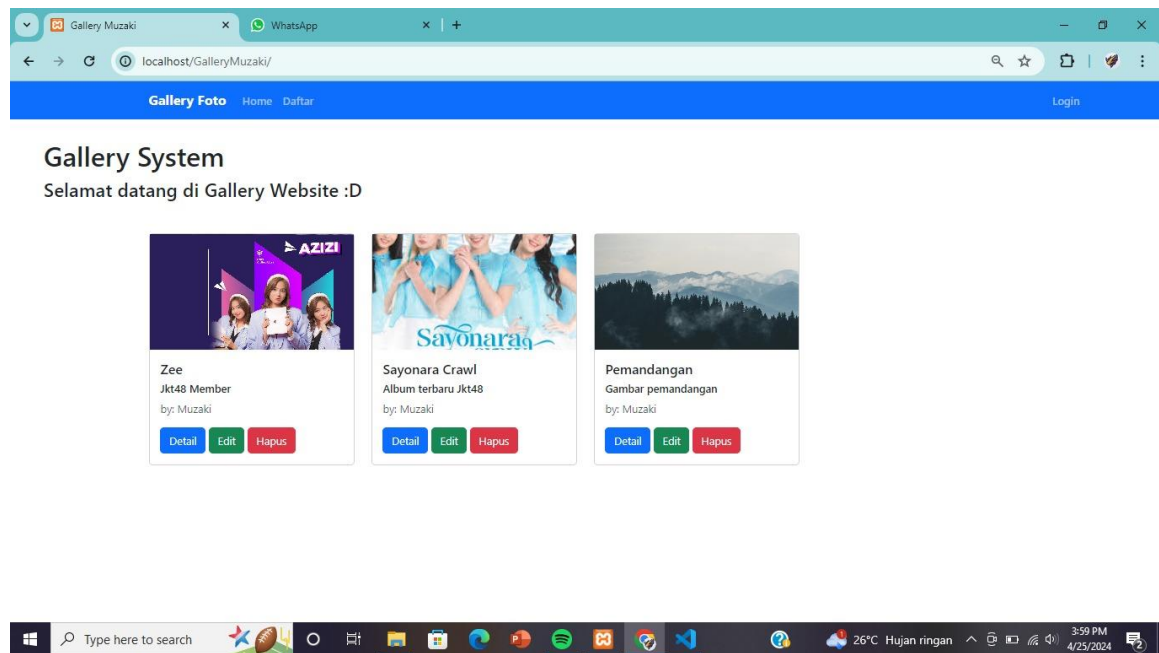 Gallery Muzaki
WhatsApp
localhost/GalleryMuzaki/
Gallery Foto Home Daftar Login
Gallery System
Selamat datang di Gallery Website :D
AZIZI
Sayonara
Zee
Jkt48 Member
by: Muzaki
Detail Edit Hapus
Sayonara Crawl
Album terbaru Jkt48
by: Muzaki
Detail Edit Hapus
Pemandangan
Gambar pemandangan
by: Muzaki
Detail Edit Hapus
Type here to search
26°C Hujan ringan
3:59 PM
4/25/2024
2